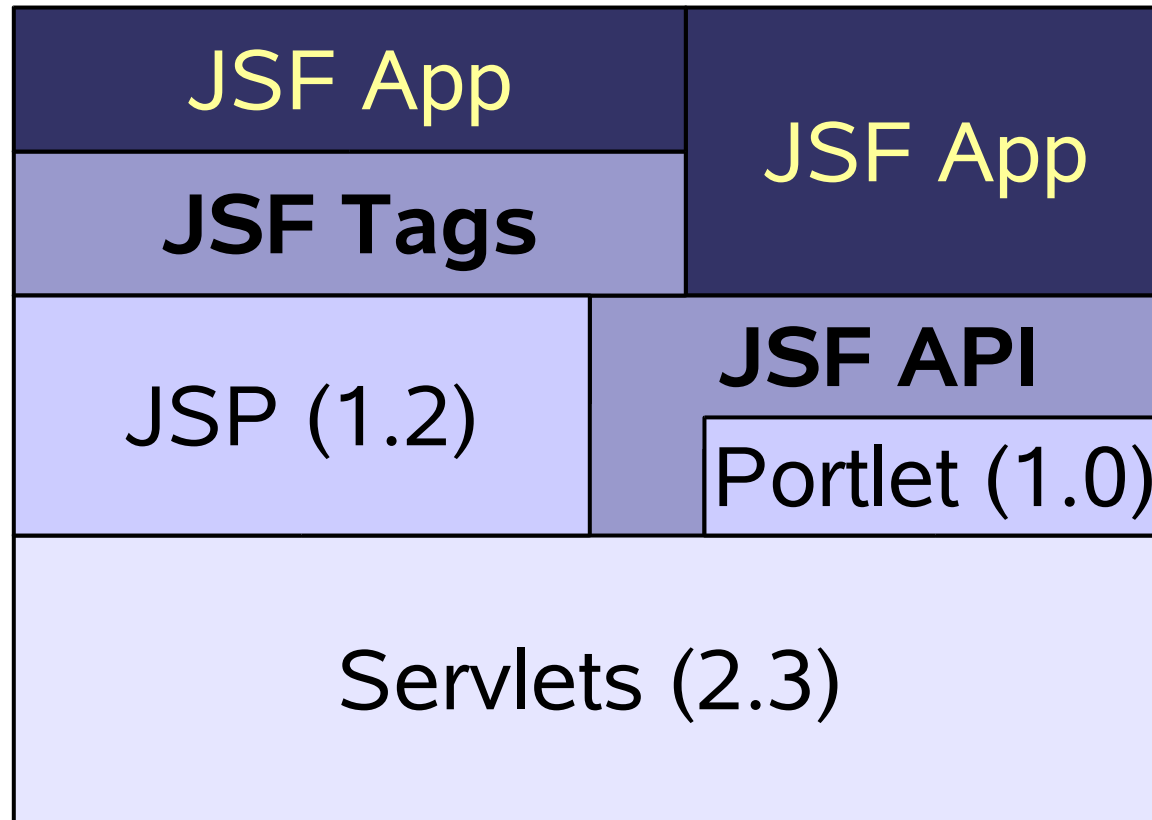 JSF App
JSF App
JSF Tags
JSF API
JSP (1.2)
Portlet (1.0)
Servlets (2.3)